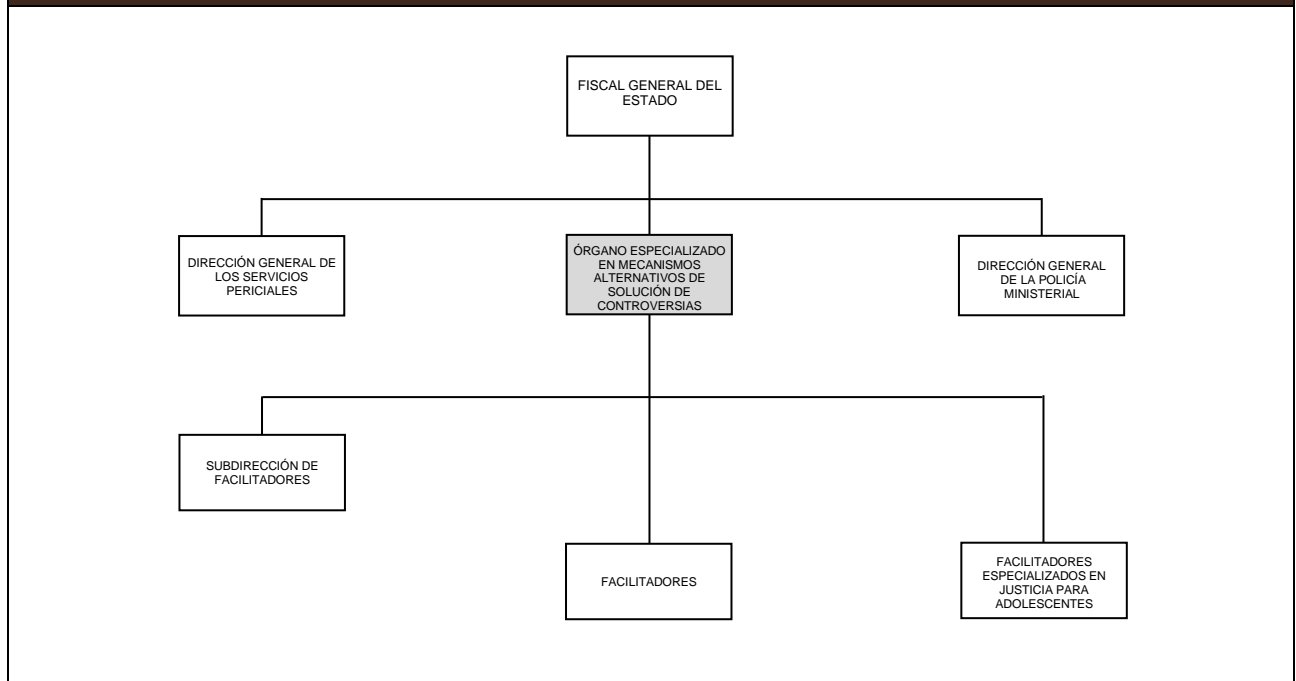 FISCAL GENERAL DEL
ESTADO
DIRECCIÓN GENERAL DE
LOS SERVICIOS
PERICIALES
ÓRGANO ESPECIALIZADO
EN MECANISMOS
ALTERNATIVOS DE
SOLUCIÓN DE
CONTROVERSIAS
DIRECCIÓN GENERAL
DE LA POLICÍA
MINISTERIAL
SUBDIRECCIÓN DE
FACILITADORES
FACILITADORES
FACILITADORES
ESPECIALIZADOS EN
JUSTICIA PARA
ADOLESCENTES